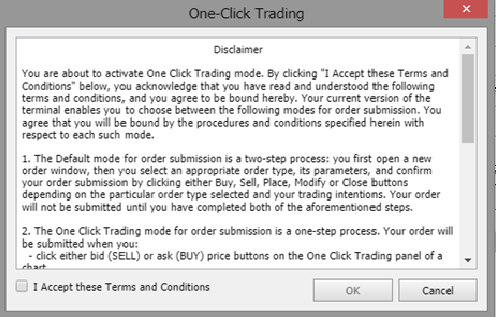 One-Click Trading
Disclaimer
You are about to activate One Click Trading mode. By clicking "I Accept these Terms and
Conditions" below, you acknowledge that you have read and understood the following
terms and conditions, and you agree to be bound hereby. Your current version of the
terminal enables you to choose between the following modes for order submission. You
agree that you will be bound by the procedures and conditions specified herein with
respect to each such mode.
1. The Default mode for order submission is a two-step process: you first open a new
order window, then you select an appropriate order type, its parameters, and confirm
your order submission by clicking either Buy, Sell, Place, Modify or Close buttons
depending on the particular order type selected and your trading intentions. Your order
will not be submitted until you have completed both of the aforementioned steps.
2. The One Click Trading mode for order submission is a one-step process. Your order will
be submitted when you:
- click either bid (SELL) or ask (BUY) price buttons on the One Click Trading panel of a
chart
I Accept these Terms and Conditions
OK
Cancel